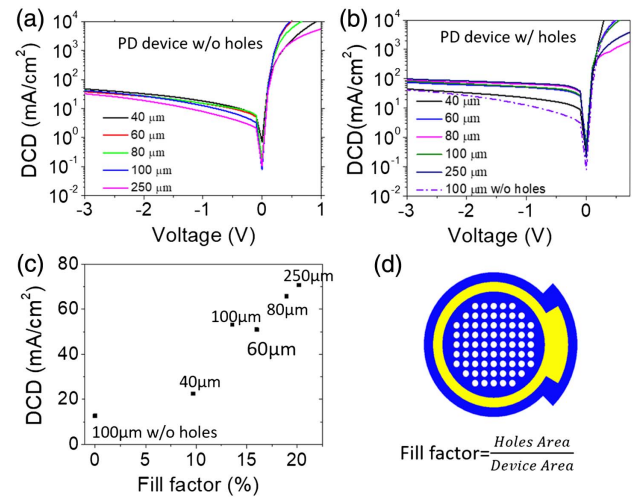 (a)
DCD (mA/cm²)
10⁴
10³
10²
10¹
10⁰
10⁻¹
10⁻²
PD device w/o holes
40 μm
60 μm
80 μm
100 μm
250 μm
-3 -2 -1 0 1
Voltage (V)
(b)
DCD(mA/cm²)
10⁴
10³
10²
10¹
10⁰
10⁻¹
10⁻²
PD device w/ holes
40 μm
60 μm
80 μm
100 μm
250 μm
100 μm w/o holes
-3 -2 -1 0
Voltage (V)
(c)
DCD (mA/cm²)
80
60
40
20
0
250μm
80μm
100μm
60μm
40μm
100μm w/o holes
0 5 10 15 20
Fill factor (%)
(d)
Fill factor=Holes Area
Device Area